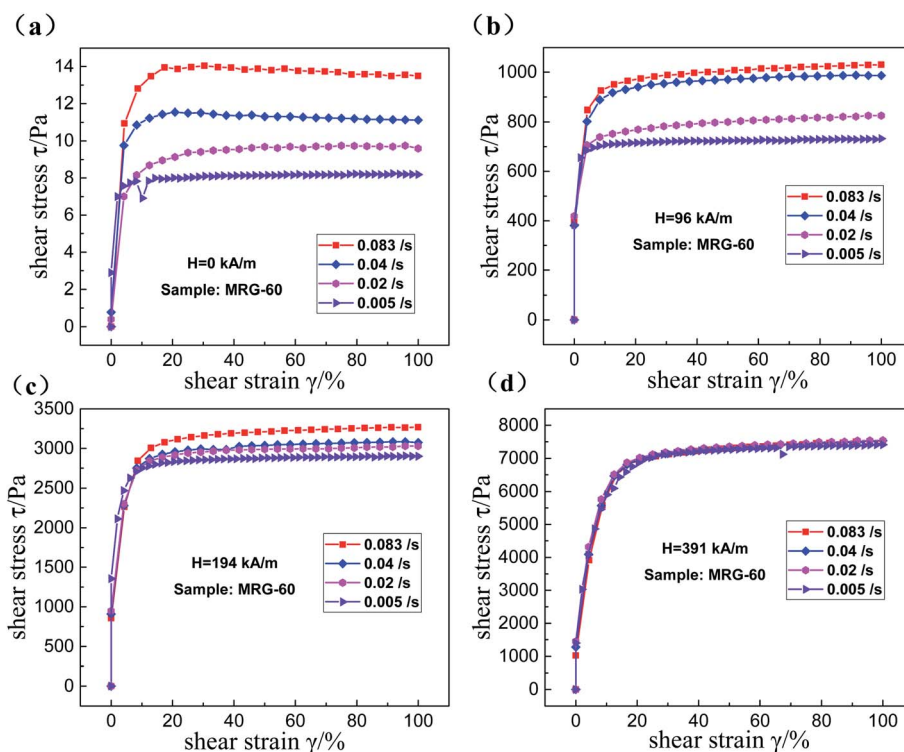 (a)
14
12
10
8
6
4
2
0
shear stress τ/Pa
0.083 /s
0.04 /s
0.02 /s
0.005 /s
H=0 kA/m
Sample: MRG-60
0 20 40 60 80 100
shear strain γ/%
(b)
1000
800
600
400
200
0
shear stress τ/Pa
0.083 /s
0.04 /s
0.02 /s
0.005 /s
H=96 kA/m
Sample: MRG-60
0 20 40 60 80 100
shear strain γ/%
(c)
3500
3000
2500
2000
1500
1000
500
0
shear stress τ/Pa
0.083 /s
0.04 /s
0.02 /s
0.005 /s
H=194 kA/m
Sample: MRG-60
0 20 40 60 80 100
shear strain γ/%
(d)
8000
7000
6000
5000
4000
3000
2000
1000
0
shear stress τ/Pa
0.083 /s
0.04 /s
0.02 /s
0.005 /s
H=391 kA/m
Sample: MRG-60
0 20 40 60 80 100
shear strain γ/%